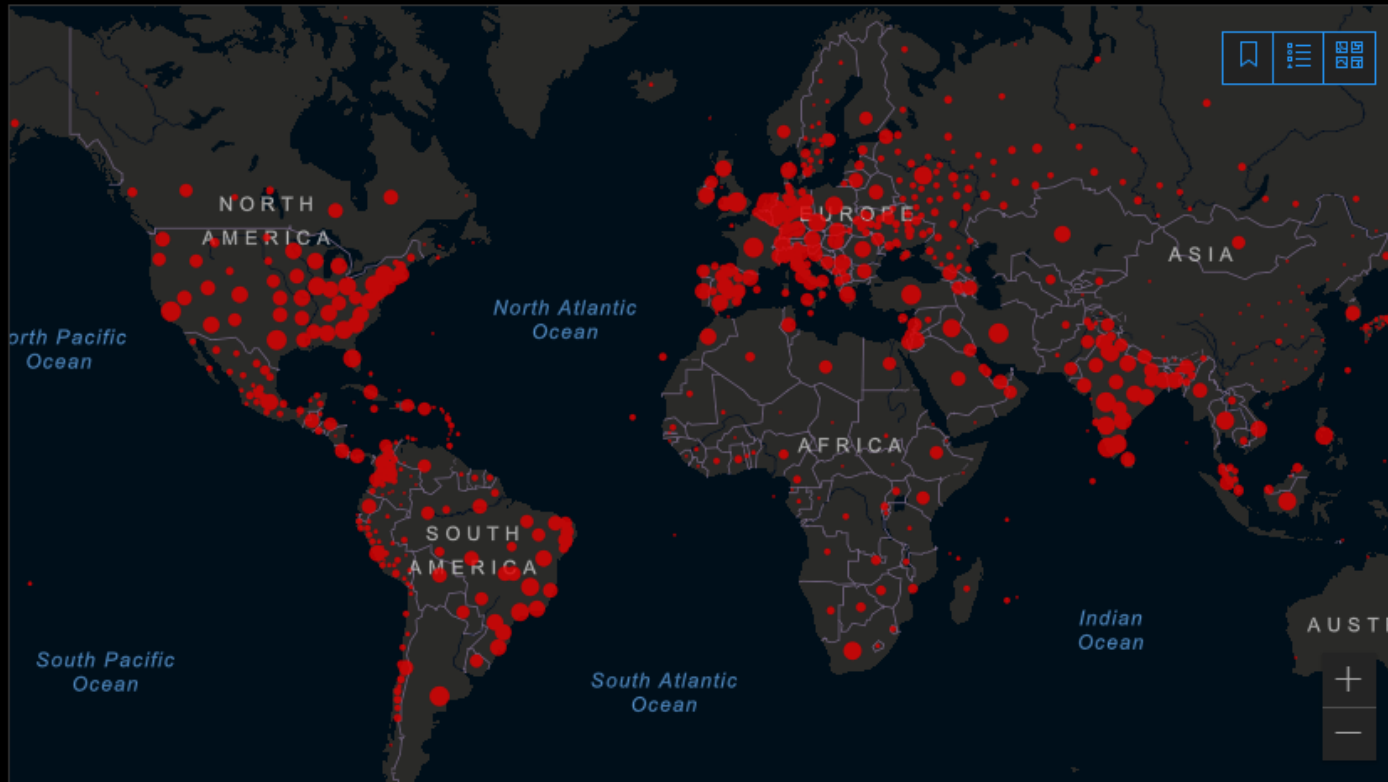 NORTH
AMERICA
EUROPE
ASIA
North Atlantic
Ocean
orth Pacific
Ocean
AFRICA
SOUTH
AMERICA
Indian
Ocean
AUST
South Pacific
Ocean
South Atlantic
Ocean
+
−